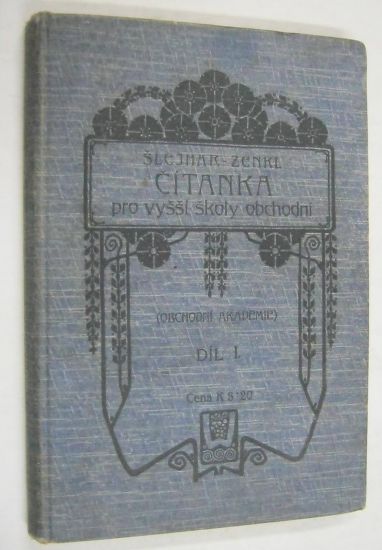 ŠLEJHAR-ZENKL
ČÍTANKA
pro vyšší školy obchodní
(OBCHODNÍ AKADEMIE)
DÍL I.
Cena K 3·20